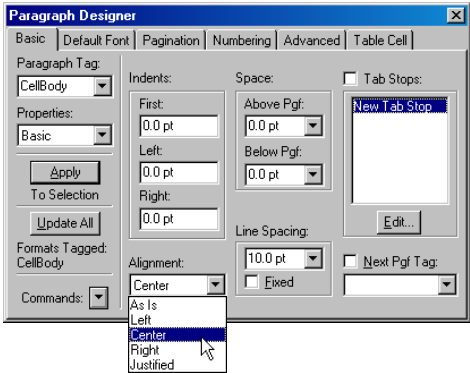 Paragraph Designer
Basic Default Font Pagination Numbering Advanced Table Cell
Paragraph Tag:
CellBody
Properties:
Basic
Apply
To Selection
Update All
Formats Tagged:
CellBody
Commands:
Indents:
First:
0.0 pt
Left:
0.0 pt
Right:
0.0 pt
Alignment:
Center
As Is
Left
Center
Right
Justified
Space:
Above Pgf:
0.0 pt
Below Pgf:
0.0 pt
Line Spacing:
10.0 pt
Fixed
Tab Stops:
New Tab Stop
Edit...
Next Pgf Tag: